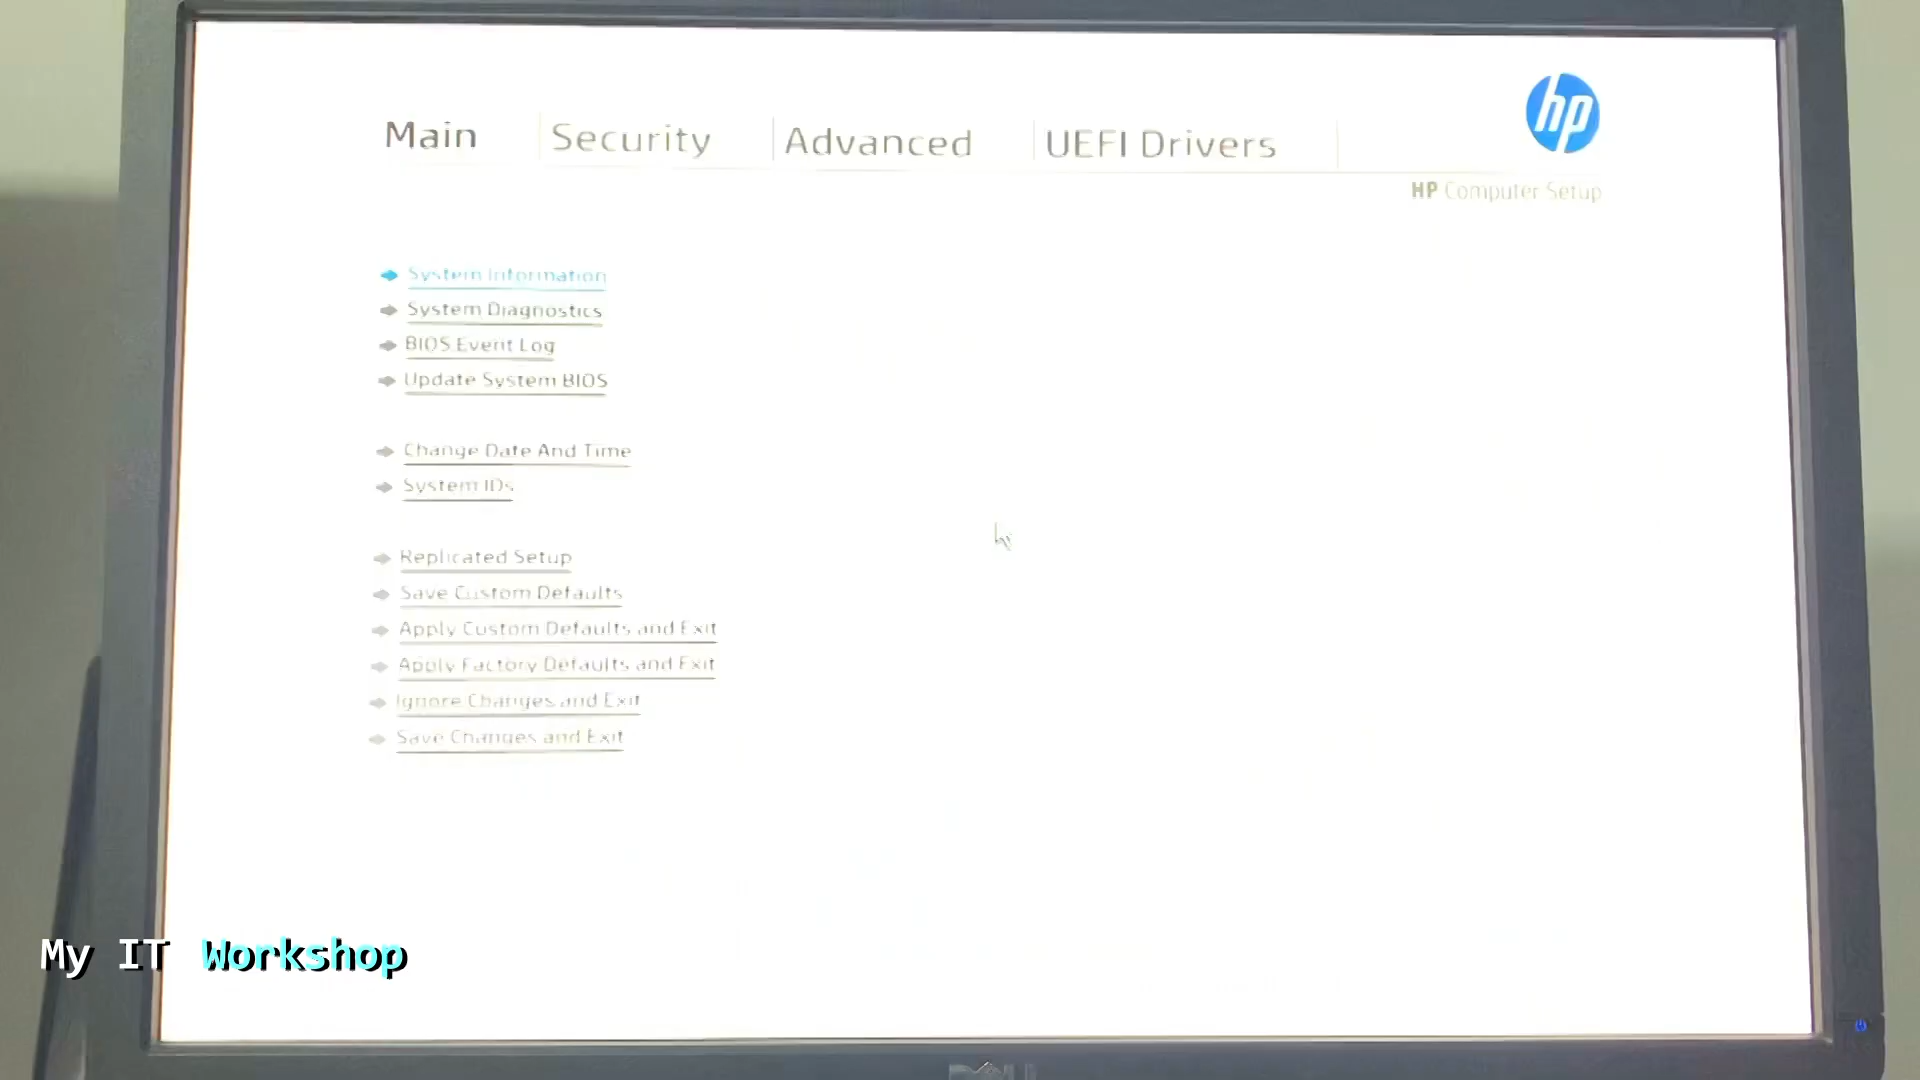 Main Security Advanced UEFI Drivers
hp
HP Computer Setup
System Information
System Diagnostics
BIOS Event Log
Update System BIOS
Change Date And Time
System IDs
Replicated Setup
Save Custom Defaults
Apply Custom Defaults and Exit
Apply Factory Defaults and Exit
Ignore Changes and Exit
Save Changes and Exit
My IT Workshop